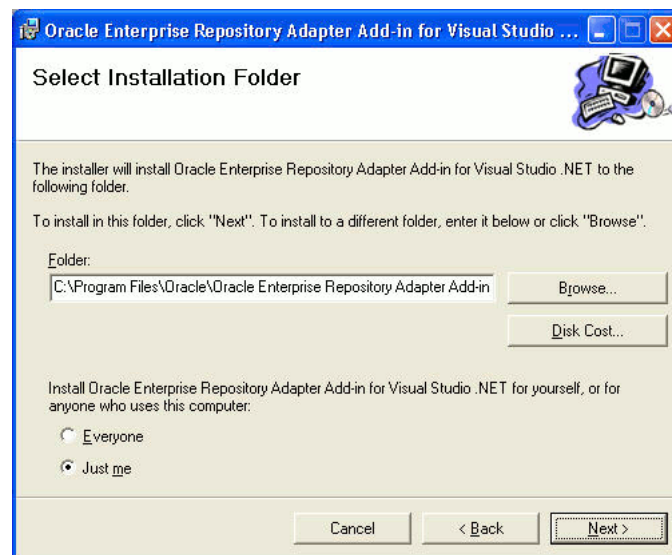 Oracle Enterprise Repository Adapter Add-in for Visual Studio ...
Select Installation Folder
The installer will install Oracle Enterprise Repository Adapter Add-in for Visual Studio .NET to the
following folder.
To install in this folder, click "Next". To install to a different folder, enter it below or click "Browse".
Folder:
C:\Program Files\Oracle\Oracle Enterprise Repository Adapter Add-in
Browse...
Disk Cost...
Install Oracle Enterprise Repository Adapter Add-in for Visual Studio .NET for yourself, or for
anyone who uses this computer:
Everyone
Just me
Cancel
< Back
Next >